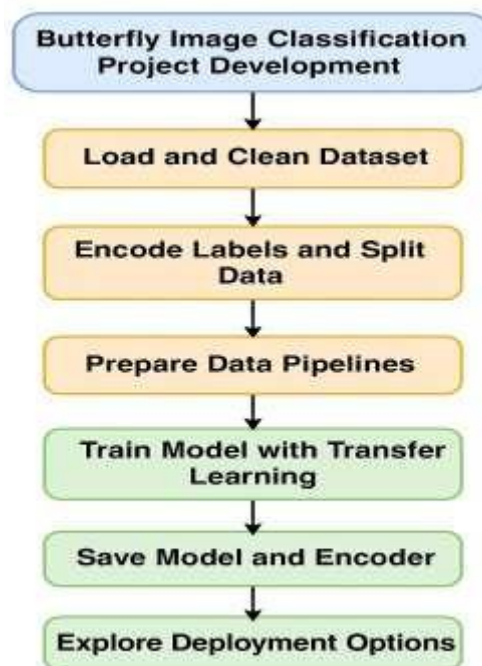 Butterfly Image Classification
Project Development
Load and Clean Dataset
Encode Labels and Split
Data
Prepare Data Pipelines
Train Model with Transfer
Learning
Save Model and Encoder
Explore Deployment Options